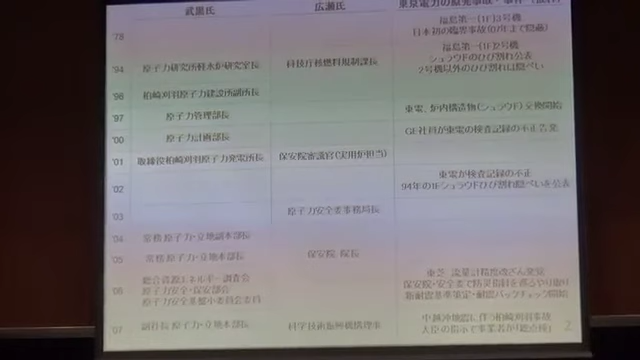 武黒氏 広瀬氏 東京電力の原発事故・事件
'78 福島第一(1F)3号機
日本初の臨界事故(07年まで隠蔽)
福島第一(1F)2号機
シュラウドのひび割れ公表
'94 原子力研究所軽水炉研究室長 科技庁核燃料規制課長
2号機以外のひび割れは隠ぺい
'96 柏崎刈羽原子力建設所副所長
'97 原子力管理部長 東電、炉内構造物(シュラウド)交換開始
'00 原子力計画部長 GE社員が東電の検査記録の不正告発
'01 取締役柏崎刈羽原子力発電所長 保安院審議官(実用炉担当)
'02 東電が検査記録の不正
94年の1Fシュラウドひび割れ隠ぺいを公表
'03 原子力安全委事務局長
'04 常務 原子力・立地副本部長
'05 常務 原子力・立地本部長 保安院 院長
'06 総合資源エネルギー調査会
原子力安全・保安部会
原子力安全基盤小委員会委員
東芝 流量計精度改ざん発覚
保安院・安全委で防災指針を巡るやり取り
新耐震基準策定・耐震バックチェック開始
'07 副社長 原子力・立地本部長 科学技術振興機構理事
中越沖地震に伴う柏崎刈羽事故
大臣の指示で事業者が「総点検」
2